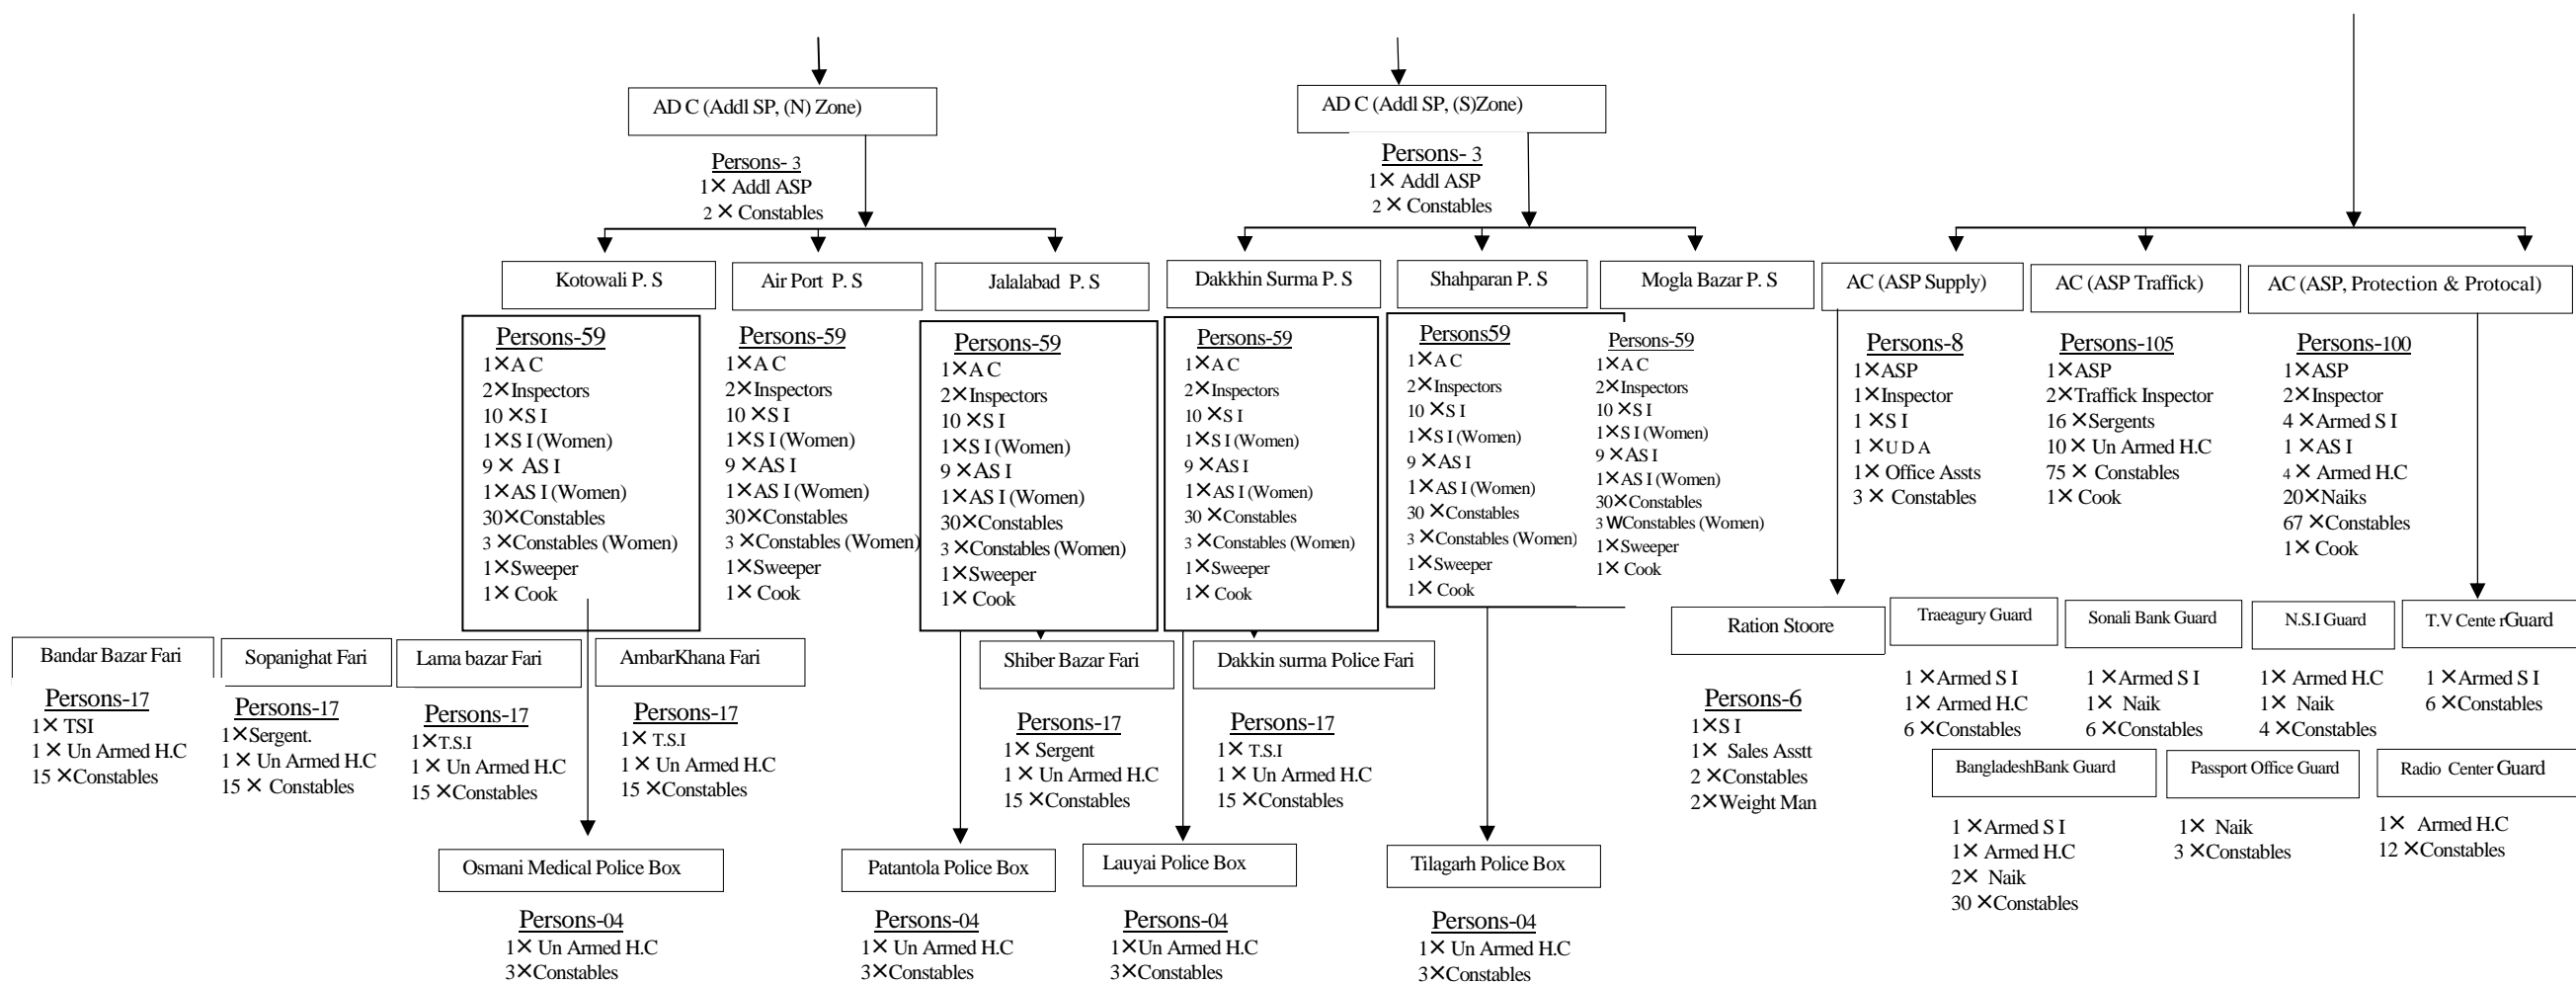 AD C (Addl SP, (N) Zone)
Persons- 3
1× Addl ASP
2 × Constables
AD C (Addl SP, (S)Zone)
Persons- 3
1× Addl ASP
2 × Constables
Kotowali P. S
Persons-59
1×A C
2×Inspectors
10 ×S I
1×S I (Women)
9 × AS I
1×AS I (Women)
30×Constables
3 ×Constables (Women)
1×Sweeper
1× Cook
Air Port P. S
Persons-59
1×A C
2×Inspectors
10 ×S I
1×S I (Women)
9 ×AS I
1×AS I (Women)
30×Constables
3 ×Constables (Women)
1×Sweeper
1× Cook
Jalalabad P. S
Persons-59
1×A C
2×Inspectors
10 ×S I
1×S I (Women)
9 ×AS I
1×AS I (Women)
30×Constables
3 ×Constables (Women)
1×Sweeper
1× Cook
Dakkhin Surma P. S
Persons-59
1×A C
2×Inspectors
10 ×S I
1×S I (Women)
9 ×AS I
1×AS I (Women)
30 ×Constables
3 ×Constables (Women)
1×Sweeper
1× Cook
Shahparan P. S
Persons59
1×A C
2×Inspectors
10 ×S I
1×S I (Women)
9 ×AS I
1×AS I (Women)
30 ×Constables
3 ×Constables (Women)
1×Sweeper
1× Cook
Mogla Bazar P. S
Persons-59
1×A C
2×Inspectors
10 ×S I
1×S I (Women)
9 ×AS I
1×AS I (Women)
30×Constables
3 WConstables (Women)
1×Sweeper
1× Cook
AC (ASP Supply)
Persons-8
1×ASP
1×Inspector
1 ×S I
1 ×U D A
1× Office Assts
3 × Constables
AC (ASP Traffick)
Persons-105
1×ASP
2×Traffick Inspector
16 ×Sergents
10 × Un Armed H.C
75 × Constables
1× Cook
AC (ASP, Protection & Protocal)
Persons-100
1×ASP
2×Inspector
4 ×Armed S I
1 ×AS I
4 × Armed H.C
20×Naiks
67 ×Constables
1× Cook
Bandar Bazar Fari
Persons-17
1× TSI
1 × Un Armed H.C
15 ×Constables
Sopanighat Fari
Persons-17
1×Sergent.
1 × Un Armed H.C
15 × Constables
Lama bazar Fari
Persons-17
1×T.S.I
1 × Un Armed H.C
15 ×Constables
AmbarKhana Fari
Persons-17
1× T.S.I
1 × Un Armed H.C
15 ×Constables
Shiber Bazar Fari
Persons-17
1× Sergent
1 × Un Armed H.C
15 ×Constables
Dakkin surma Police Fari
Persons-17
1× T.S.I
1 × Un Armed H.C
15 ×Constables
Ration Stoore
Persons-6
1×S I
1× Sales Asstt
2 ×Constables
2×Weight Man
Traeagury Guard
1 ×Armed S I
1× Armed H.C
6 ×Constables
Sonali Bank Guard
1 ×Armed S I
1× Naik
6 ×Constables
N.S.I Guard
1× Armed H.C
1× Naik
4 ×Constables
T.V Cente rGuard
1 ×Armed S I
6 ×Constables
BangladeshBank Guard
1 ×Armed S I
1× Armed H.C
2× Naik
30 ×Constables
Passport Office Guard
1× Naik
3 ×Constables
Radio Center Guard
1× Armed H.C
12 ×Constables
Osmani Medical Police Box
Persons-04
1× Un Armed H.C
3×Constables
Patantola Police Box
Persons-04
1× Un Armed H.C
3×Constables
Lauyai Police Box
Persons-04
1×Un Armed H.C
3×Constables
Tilagarh Police Box
Persons-04
1× Un Armed H.C
3×Constables